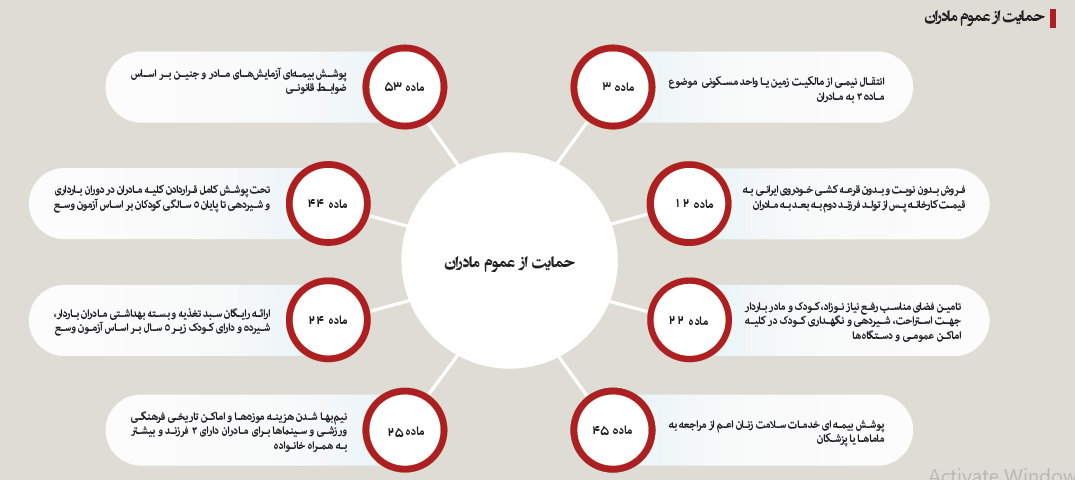 حمایت از عموم مادران
ماده ۳
انتقال نیمی از مالکیت زمین یا واحد مسکونی موضوع
ماده ۳ به مادران
ماده ۱۲
فروش بدون نوبت و بدون قرعه کشی خودروی ایرانی به
قیمت کارخانه پس از تولد فرزند دوم به بعد به مادران
ماده ۲۲
تامین فضای مناسب رفع نیاز نوزاد، کودک و مادر باردار
جهت استراحت، شیردهی و نگهداری کودک در کلیه
اماکن عمومی و دستگاه‌ها
ماده ۴۵
پوشش بیمه ای خدمات سلامت زنان اعم از مراجعه به
ماماها یا پزشکان
حمایت از عموم مادران
ماده ۵۳
پوشش بیمه‌ای آزمایش‌های مادر و جنین بر اساس
ضوابط قانونی
ماده ۴۴
تحت پوشش کامل قراردادن کلیه مادران در دوران بارداری
و شیردهی تا پایان ۵ سالگی کودکان بر اساس آزمون وسع
ماده ۲۴
ارائه رایگان سبد تغذیه و بسته بهداشتی مادران باردار،
شیرده و دارای کودک زیر ۵ سال بر اساس آزمون وسع
ماده ۲۵
نیم‌بها شدن هزینه موزه‌ها و اماکن تاریخی فرهنگی
ورزشی و سینماها برای مادران دارای ۳ فرزند و بیشتر
به همراه خانواده
Activate Window